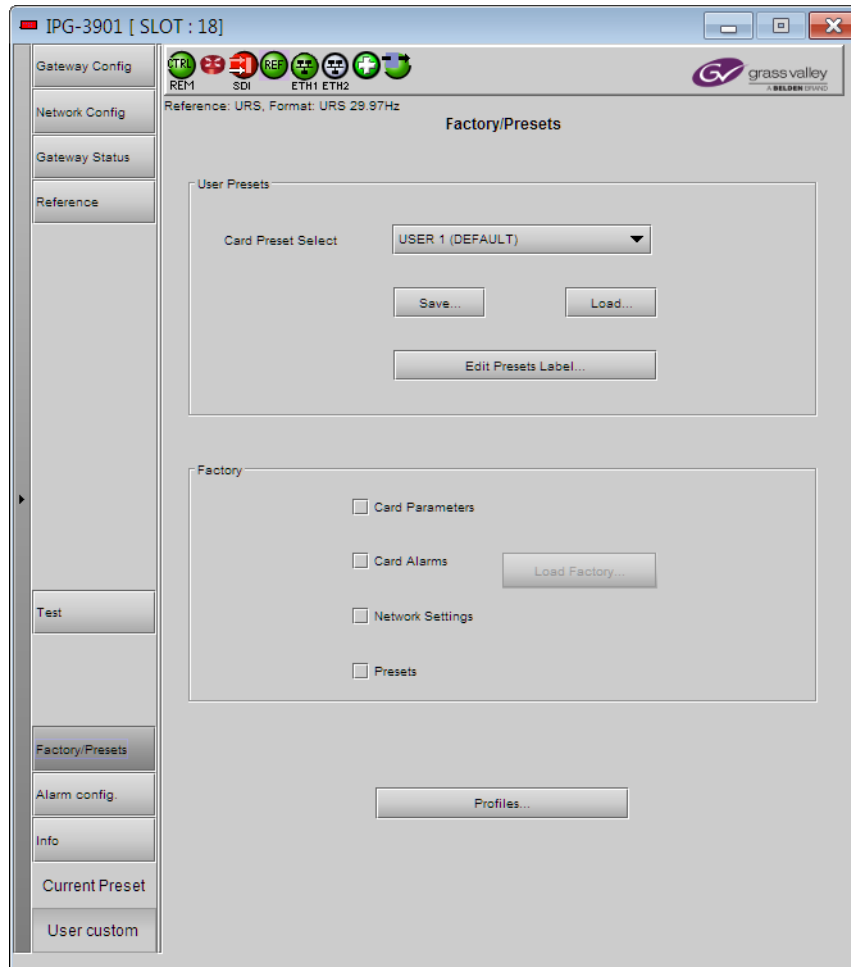 IPG-3901 [ SLOT : 18]
Gateway Config
Network Config
Gateway Status
Reference
Test
Factory/Presets
Alarm config.
Info
Current Preset
User custom
CTRL
REF
REM
SDI
ETH1
ETH2
GV
grass valley
A BELDEN BRAND
Reference: URS, Format: URS 29.97Hz
Factory/Presets
User Presets
Card Preset Select
USER 1 (DEFAULT)
Save...
Load...
Edit Presets Label...
Factory
Card Parameters
Card Alarms
Load Factory...
Network Settings
Presets
Profiles...